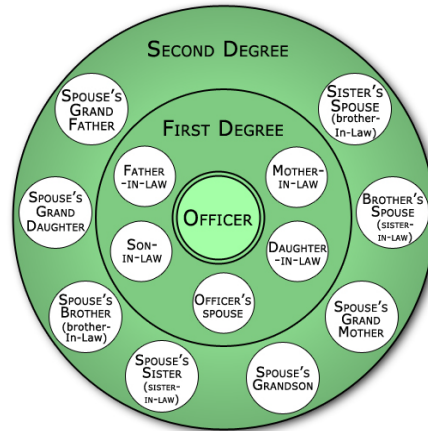 SECOND DEGREE
SPOUSE'S
GRAND
FATHER
SISTER'S
SPOUSE
(brother-
In-Law)
FIRST DEGREE
FATHER
-IN-LAW
MOTHER-
IN-LAW
OFFICER
SPOUSE'S
GRAND
DAUGHTER
BROTHER'S
SPOUSE
(SISTER-
IN-LAW)
SON-
IN-LAW
DAUGHTER-
IN-LAW
OFFICER'S
SPOUSE
SPOUSE'S
BROTHER
(brother-
In-Law)
SPOUSE'S
GRAND
MOTHER
SPOUSE'S
SISTER
(SISTER-
IN-LAW)
SPOUSE'S
GRANDSON